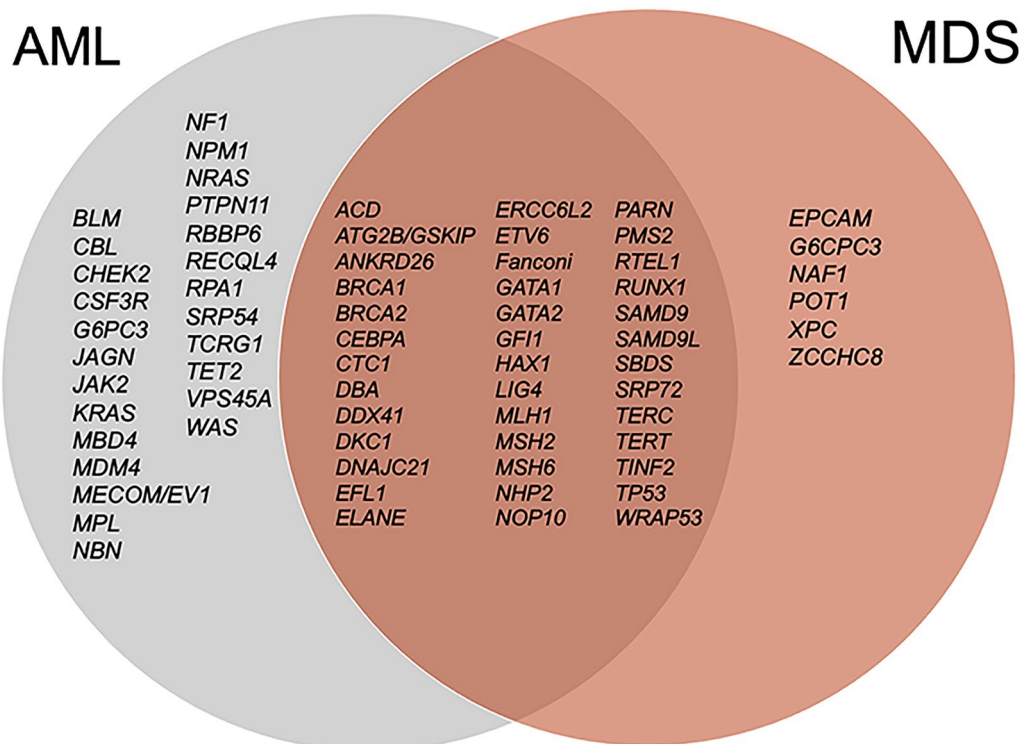 AML
MDS
BLM
CBL
CHEK2
CSF3R
G6PC3
JAGN
JAK2
KRAS
MBD4
MDM4
MECOM/EV1
MPL
NBN
NF1
NPM1
NRAS
PTPN11
RBBP6
RECQL4
RPA1
SRP54
TCRG1
TET2
VPS45A
WAS
ACD
ATG2B/GSKIP
ANKRD26
BRCA1
BRCA2
CEBPA
CTC1
DBA
DDX41
DKC1
DNAJC21
EFL1
ELANE
ERCC6L2
ETV6
Fanconi
GATA1
GATA2
GFI1
HAX1
LIG4
MLH1
MSH2
MSH6
NHP2
NOP10
PARN
PMS2
RTEL1
RUNX1
SAMD9
SAMD9L
SBDS
SRP72
TERC
TERT
TINF2
TP53
WRAP53
EPCAM
G6CPC3
NAF1
POT1
XPC
ZCCHC8